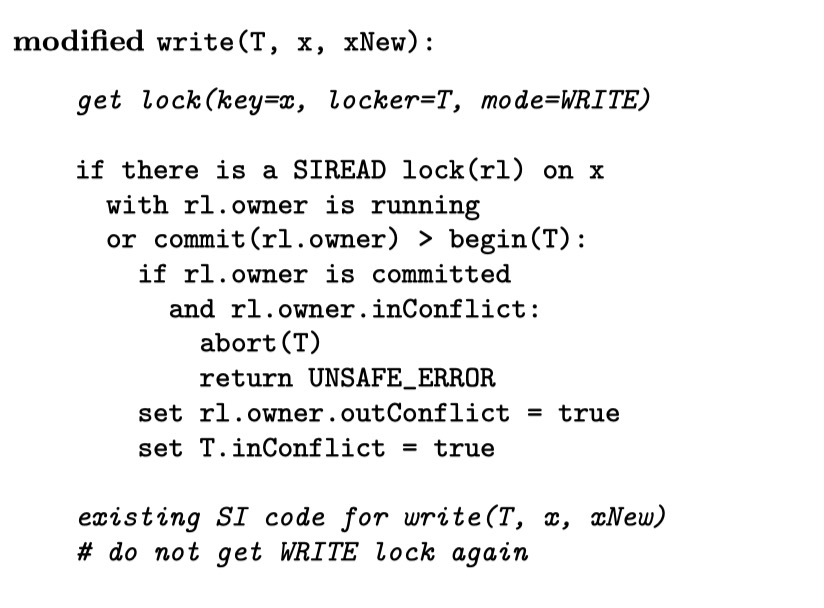 modified write(T, x, xNew):
get lock(key=x, locker=T, mode=WRITE)
if there is a SIREAD lock(rl) on x
with rl.owner is running
or commit(rl.owner) > begin(T):
if rl.owner is committed
and rl.owner.inConflict:
abort(T)
return UNSAFE_ERROR
set rl.owner.outConflict = true
set T.inConflict = true
existing SI code for write(T, x, xNew)
# do not get WRITE lock again